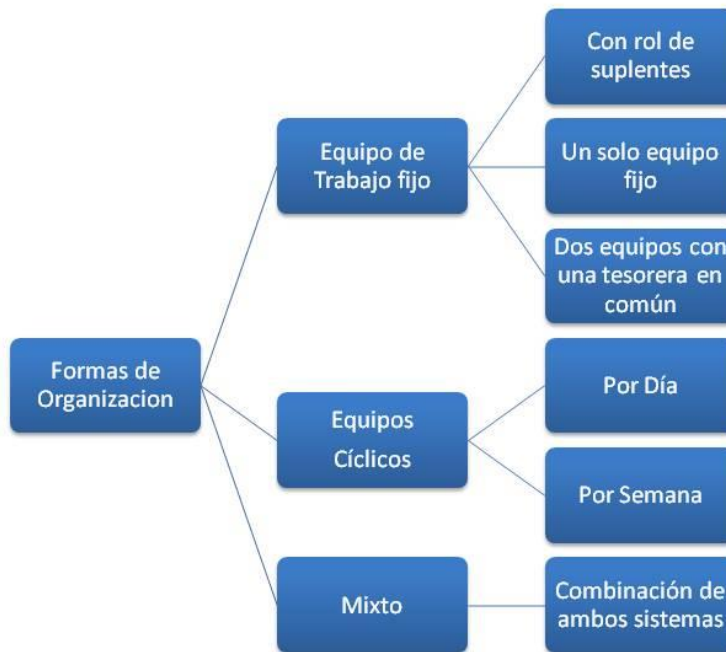 Formas de
Organizacion
Equipo de
Trabajo fijo
Con rol de
suplentes
Un solo equipo
fijo
Dos equipos con
una tesorera en
común
Equipos
Cíclicos
Por Día
Por Semana
Mixto
Combinación de
ambos sistemas